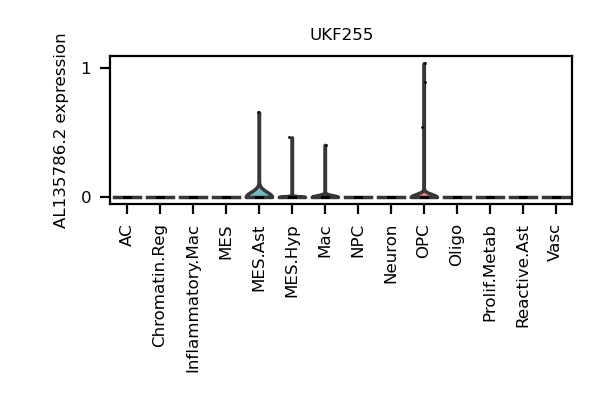 UKF255
AL135786.2 expression
1
0
AC
Chromatin.Reg
Inflammatory.Mac
MES
MES.Ast
MES.Hyp
Mac
NPC
Neuron
OPC
Oligo
Prolif.Metab
Reactive.Ast
Vasc